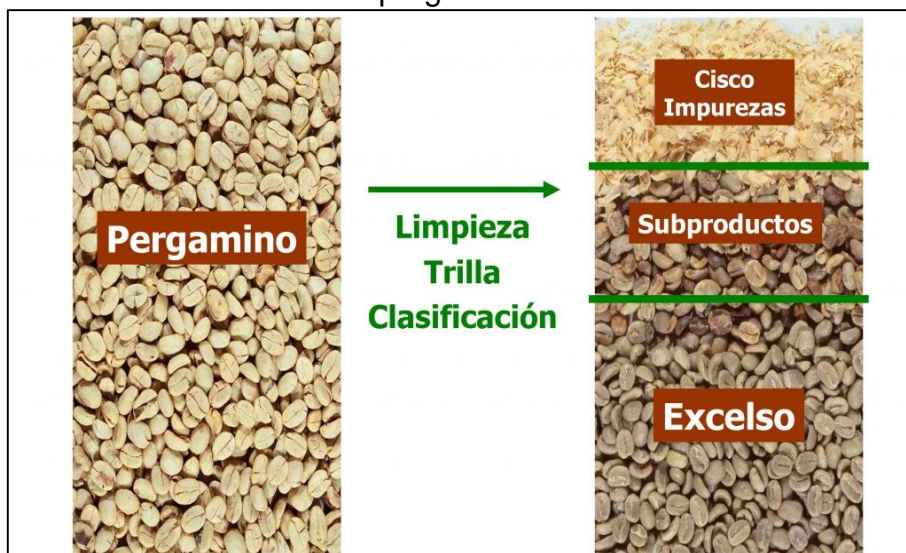 Pergamino
Limpieza
Trilla
Clasificación
Cisco
Impurezas
Subproductos
Excelso